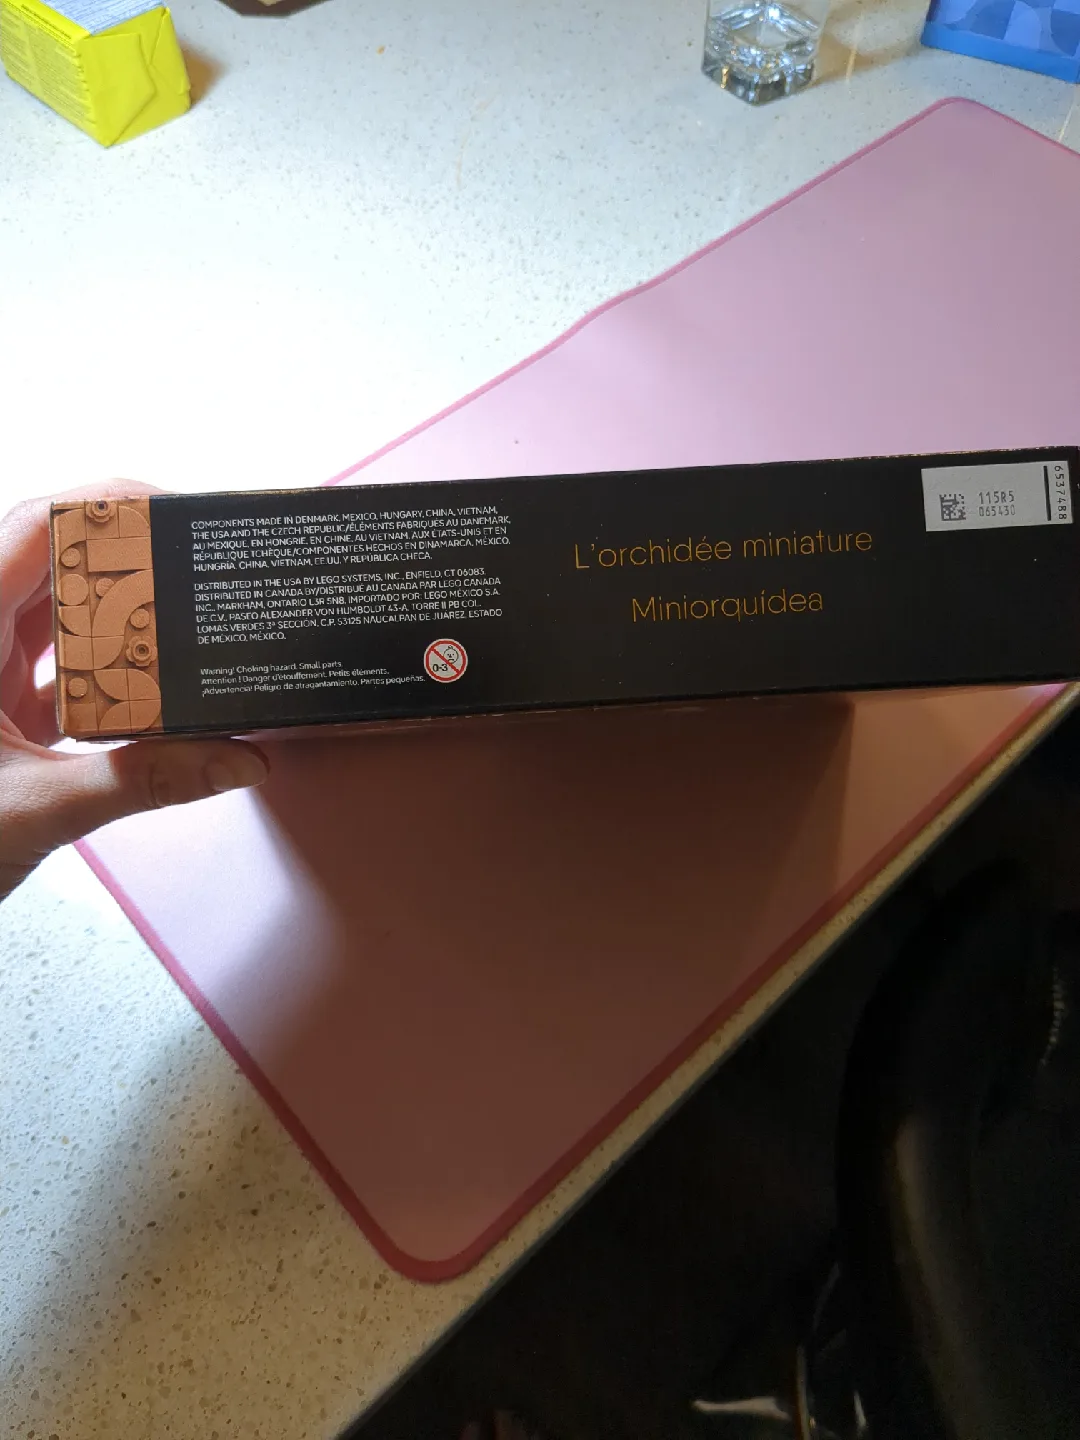 COMPONENTS MADE IN DENMARK, MEXICO, HUNGARY, CHINA, VIETNAM,
THE USA AND THE CZECH REPUBLIC/ÉLÉMENTS FABRIQUÉS AU DANEMARK,
AU MEXIQUE, EN HONGRIE, EN CHINE, AU VIETNAM, AUX ÉTATS-UNIS ET EN
RÉPUBLIQUE TCHÈQUE/COMPONENTES HECHOS EN DINAMARCA, MÉXICO,
HUNGRÍA, CHINA, VIETNAM, EE.UU. Y REPÚBLICA CHECA.
DISTRIBUTED IN THE USA BY LEGO SYSTEMS, INC., ENFIELD, CT 06083.
DISTRIBUTED IN CANADA BY/DISTRIBUÉ AU CANADA PAR LEGO CANADA
INC., MARKHAM, ONTARIO L3R 5N8. IMPORTADO POR: LEGO MÉXICO S.A.
DE C.V., PASEO ALEXANDER VON HUMBOLDT 43-A, TORRE II PB COL.
LOMAS VERDES 3ª SECCIÓN, C.P. 53125 NAUCALPAN DE JUÁREZ, ESTADO
DE MÉXICO, MÉXICO.
Warning! Choking hazard. Small parts.
Attention ! Danger d'étouffement. Petits éléments.
¡Advertencia! Peligro de atragantamiento. Partes pequeñas.
0-3
L'orchidée miniature
Miniorquídea
115R5
065430
6537488